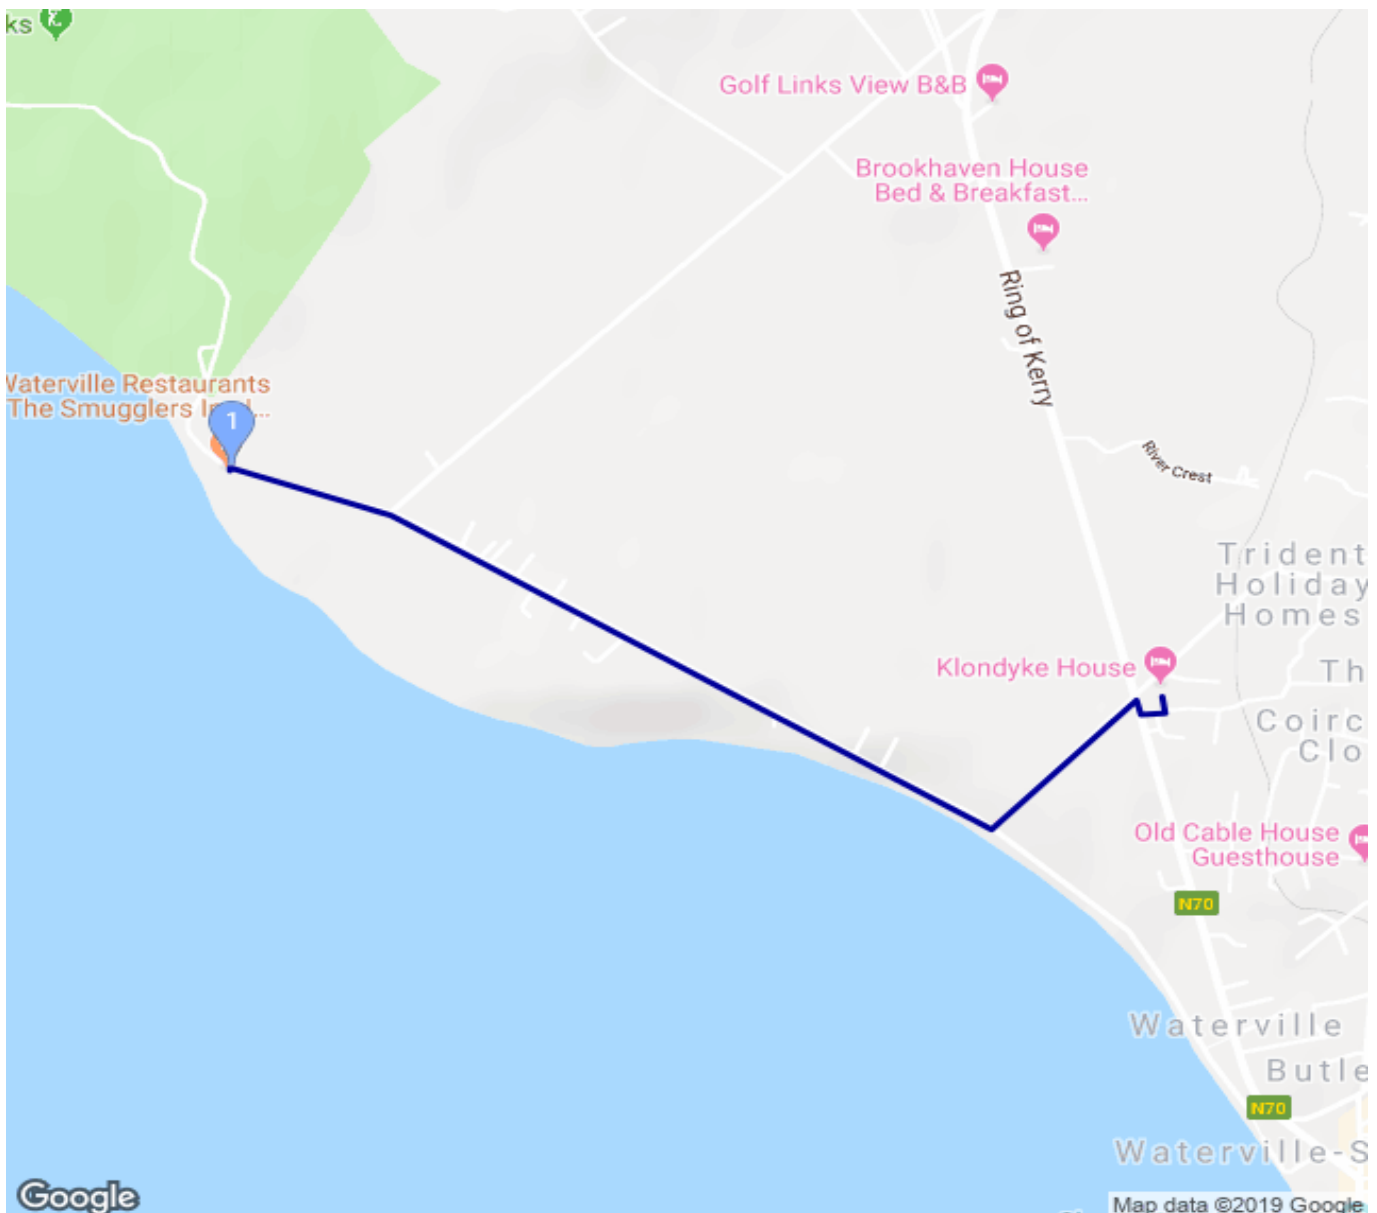 ks
Golf Links View B&B
Brookhaven House
Bed & Breakfast...
Ring of Kerry
Waterville Restaurants
The Smugglers
1
River Crest
Trident
Holiday
Homes
Klondyke House
Th
Coirc
Clo
Old Cable House
Guesthouse
N70
Waterville
Butle
N70
Waterville-S
Google
Map data ©2019 Google